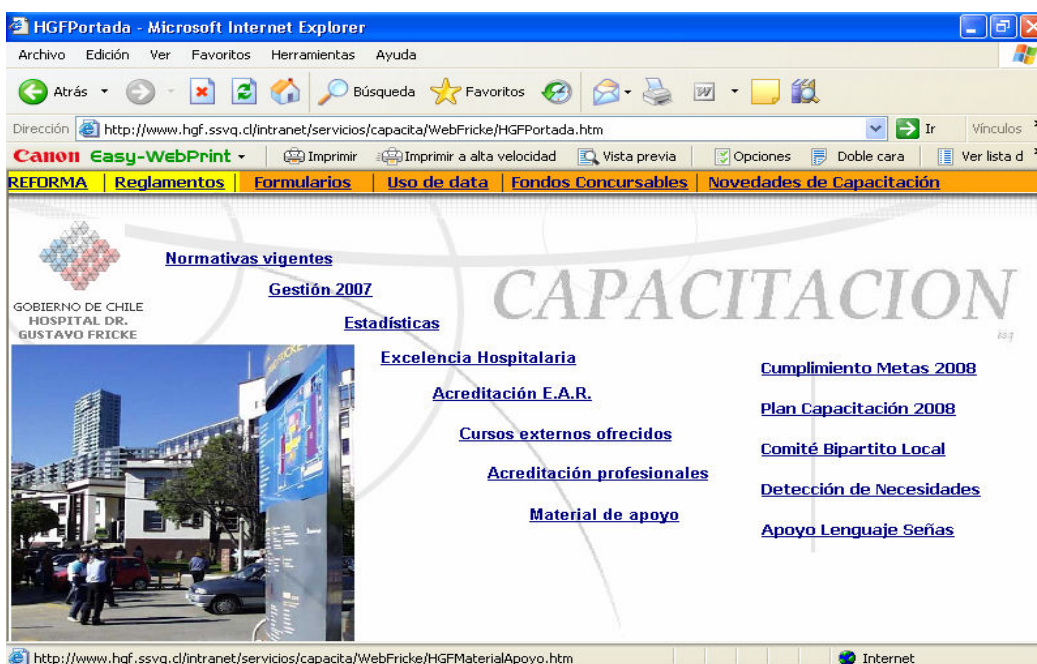 HGFPortada - Microsoft Internet Explorer
Archivo Edición Ver Favoritos Herramientas Ayuda
Atrás Búsqueda Favoritos
Dirección http://www.hgf.ssvq.cl/intranet/servicios/capacita/WebFricke/HGFPortada.htm Ir Vínculos
Canon Easy-WebPrint Imprimir Imprimir a alta velocidad Vista previa Opciones Doble cara Ver lista d
REFORMA | Reglamentos | Formularios | Uso de data | Fondos Concursables | Novedades de Capacitación
CAPACITACION
GOBIERNO DE CHILE
HOSPITAL DR.
GUSTAVO FRICKE
Normativas vigentes
Gestión 2007
Estadísticas
Excelencia Hospitalaria
Acreditación E.A.R.
Cursos externos ofrecidos
Acreditación profesionales
Material de apoyo
Cumplimiento Metas 2008
Plan Capacitación 2008
Comité Bipartito Local
Detección de Necesidades
Apoyo Lenguaje Señas
http://www.hgf.ssvq.cl/intranet/servicios/capacita/WebFricke/HGFMaterialApoyo.htm Internet